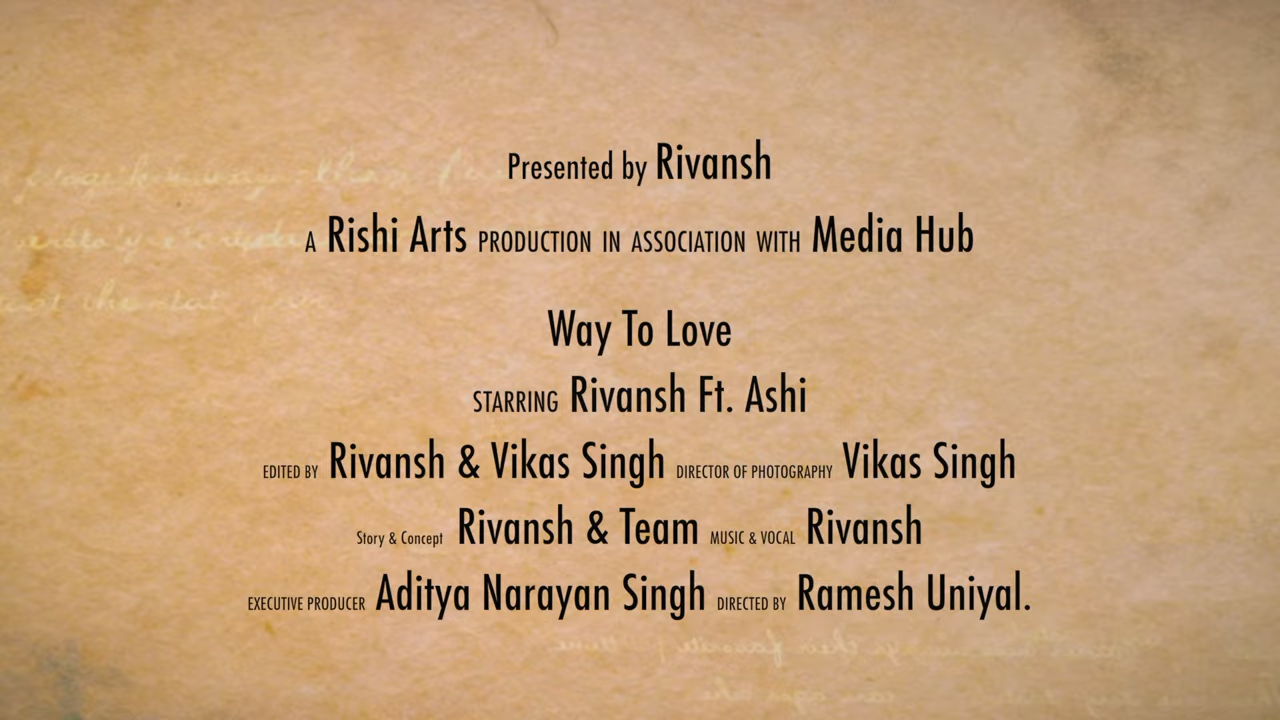 Presented by Rivansh
A Rishi Arts PRODUCTION IN ASSOCIATION WITH Media Hub
Way To Love
STARRING Rivansh Ft. Ashi
EDITED BY Rivansh & Vikas Singh DIRECTOR OF PHOTOGRAPHY Vikas Singh
Story & Concept Rivansh & Team MUSIC & VOCAL Rivansh
EXECUTIVE PRODUCER Aditya Narayan Singh DIRECTED BY Ramesh Uniyal.